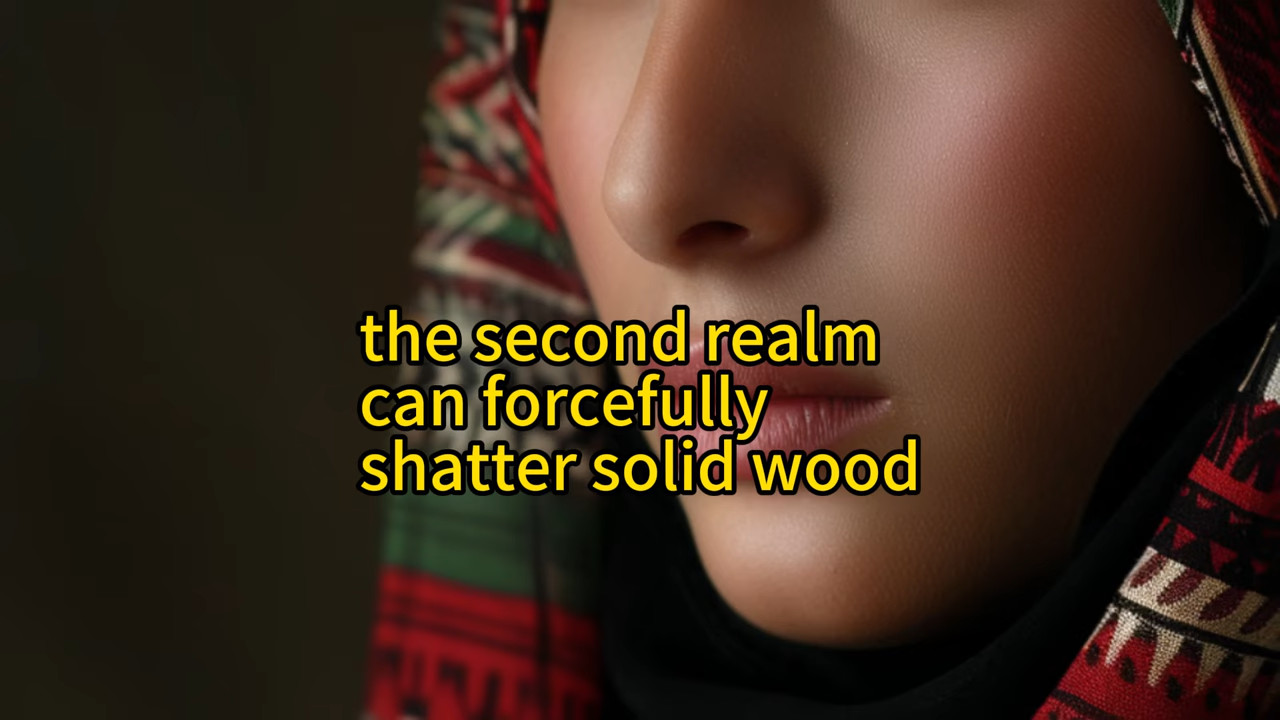 the second realm
can forcefully
shatter solid wood